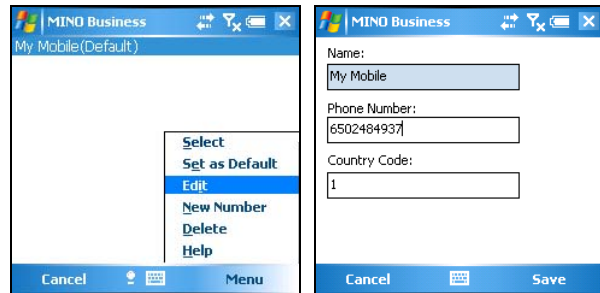 MINO Business
My Mobile(Default)
Select
Set as Default
Edit
New Number
Delete
Help
Cancel
Menu
MINO Business
Name:
My Mobile
Phone Number:
6502484937
Country Code:
1
Cancel
Save